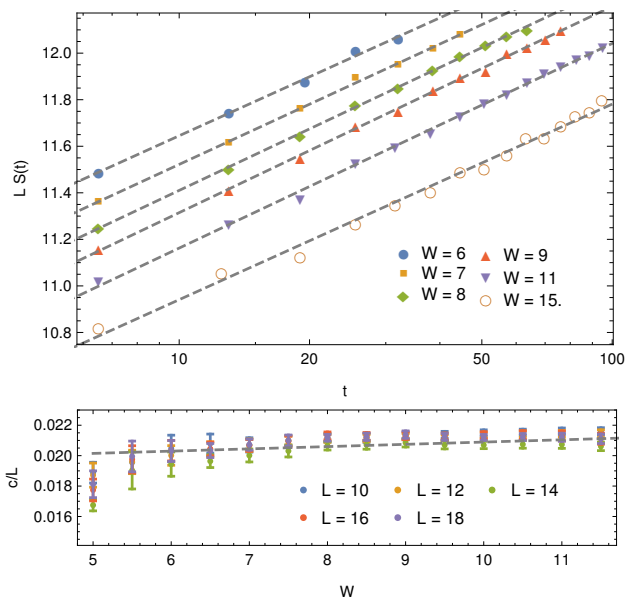 12.0
11.8
11.6
11.4
11.2
11.0
10.8
L S(t)
W = 6 W = 9
W = 7 W = 11
W = 8 W = 15.
10 20 50 100
t
0.022
0.020
0.018
0.016
c/L
L = 10 L = 12 L = 14
L = 16 L = 18
5 6 7 8 9 10 11
W